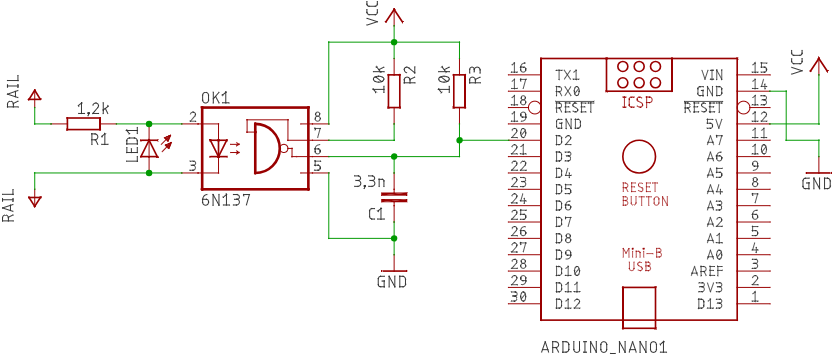 VCC
RAIL
1,2k
R1
LED1
RAIL
OK1
2
3
8
7
6
5
6N137
10k
R2
10k
R3
3,3n
C1
GND
16
17
18
19
20
21
22
23
24
25
26
27
28
29
30
TX1
RX0
RESET
GND
D2
D3
D4
D5
D6
D7
D8
D9
D10
D11
D12
ICSP
RESET
BUTTON
Mini-B
USB
VIN
GND
RESET
5V
A7
A6
A5
A4
A3
A2
A1
A0
AREF
3V3
D13
15
14
13
12
11
10
9
8
7
6
5
4
3
2
1
VCC
GND
ARDUINO_NANO1